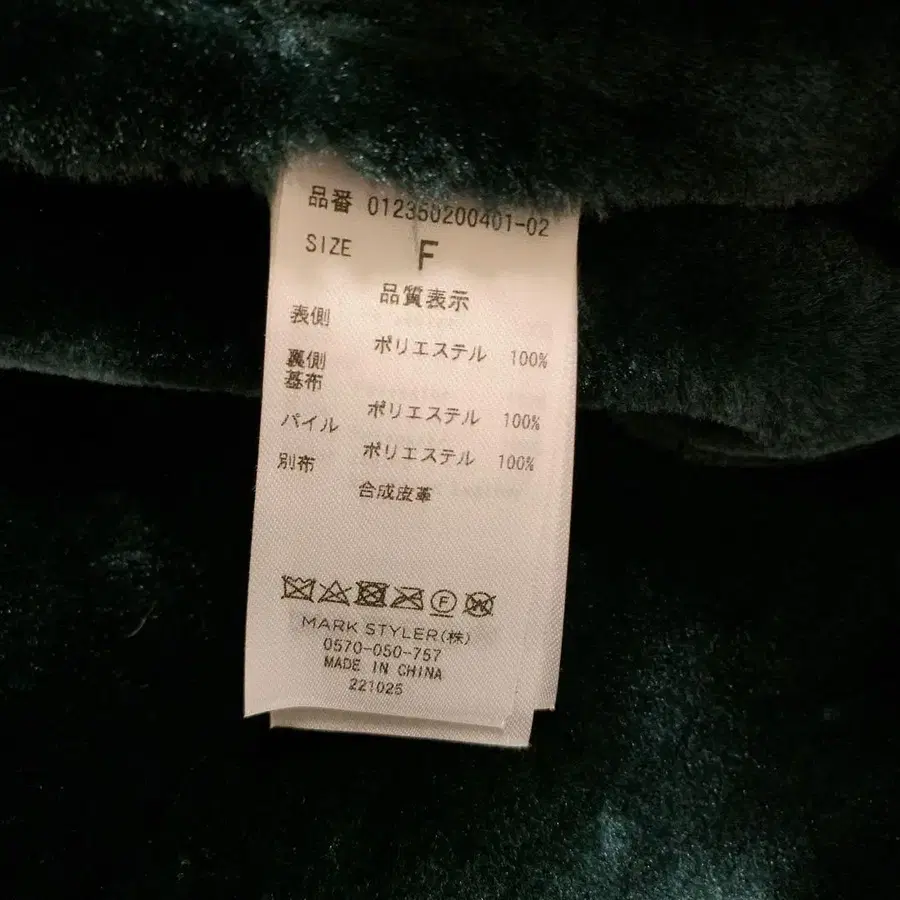 品番 012350200401-02
SIZE F
品質表示
表側
ポリエステル 100%
裏側
基布
ポリエステル 100%
パイル
ポリエステル 100%
別布
合成皮革
F
W
MARK STYLER(株)
0570-050-757
MADE IN CHINA
221025